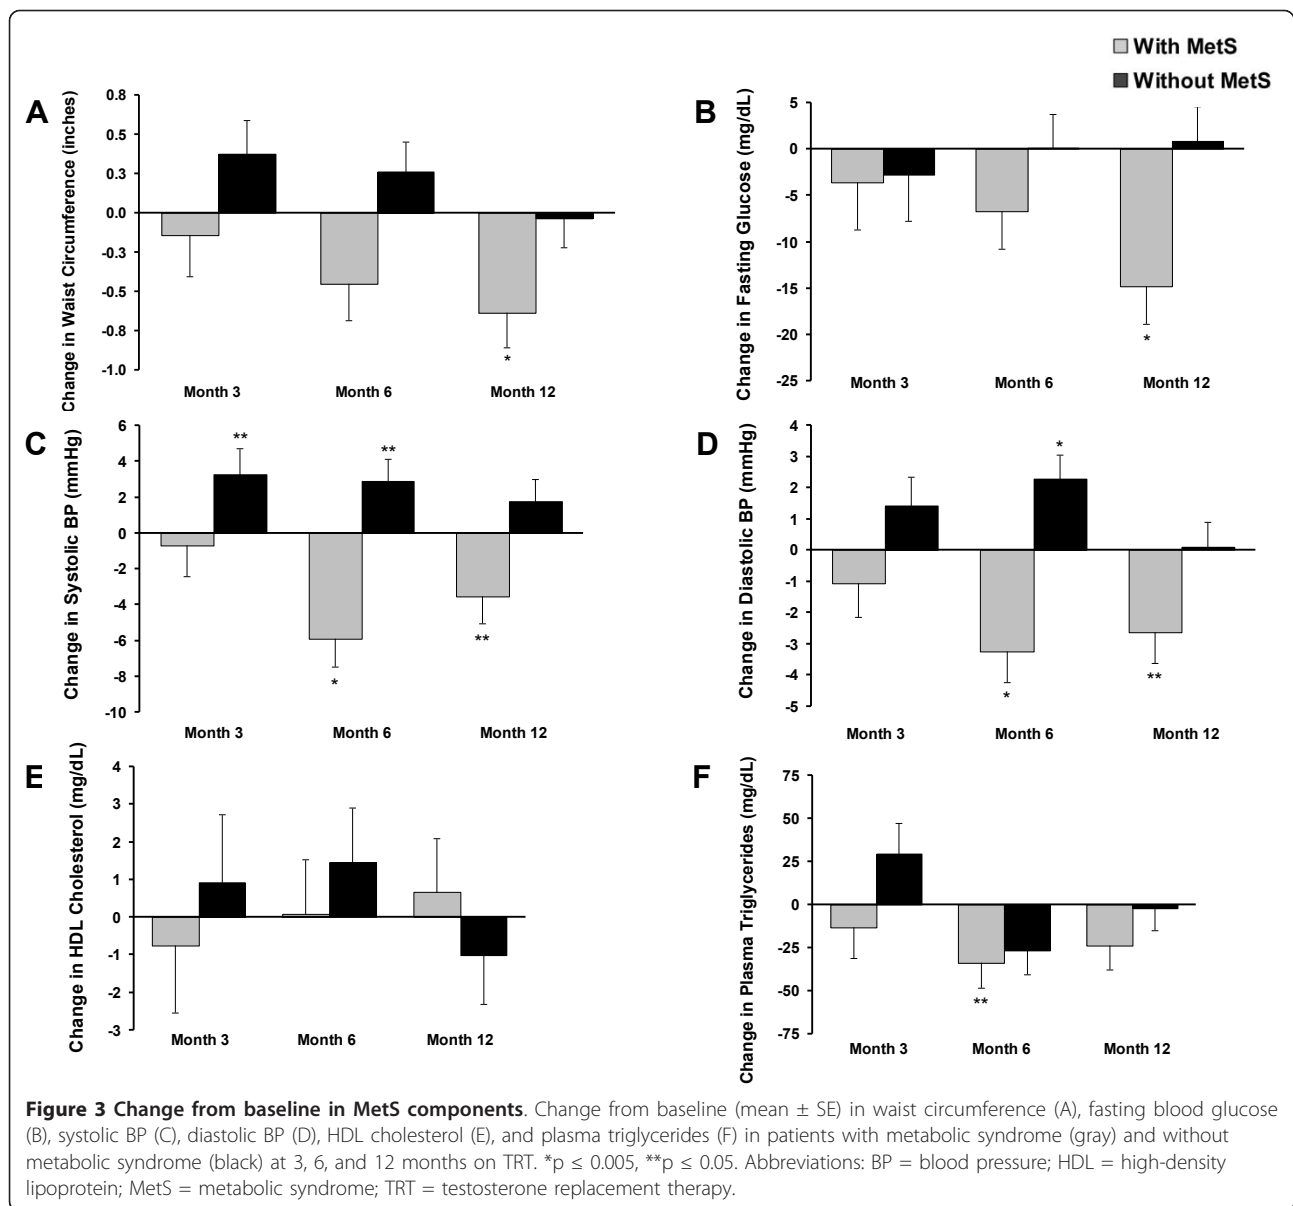 With MetS
Without MetS
A
Change in Waist Circumference (inches)
0.8
0.5
0.3
0.0
-0.3
-0.5
-0.8
-1.0
*
Month 3 Month 6 Month 12
B
Change in Fasting Glucose (mg/dL)
5
0
-5
-10
-15
-20
-25
*
Month 3 Month 6 Month 12
C
Change in Systolic BP (mmHg)
6
4
2
0
-2
-4
-6
-8
-10
** **
* **
Month 3 Month 6 Month 12
D
Change in Diastolic BP (mmHg)
4
3
2
1
0
-1
-2
-3
-4
-5
*
* **
Month 3 Month 6 Month 12
E
Change in HDL Cholesterol (mg/dL)
4
3
2
1
0
-1
-2
-3
Month 3 Month 6 Month 12
F
Change in Plasma Triglycerides (mg/dL)
75
50
25
0
-25
-50
-75
**
Month 3 Month 6 Month 12
Figure 3 Change from baseline in MetS components. Change from baseline (mean ± SE) in waist circumference (A), fasting blood glucose
(B), systolic BP (C), diastolic BP (D), HDL cholesterol (E), and plasma triglycerides (F) in patients with metabolic syndrome (gray) and without
metabolic syndrome (black) at 3, 6, and 12 months on TRT. *p ≤ 0.005, **p ≤ 0.05. Abbreviations: BP = blood pressure; HDL = high-density
lipoprotein; MetS = metabolic syndrome; TRT = testosterone replacement therapy.